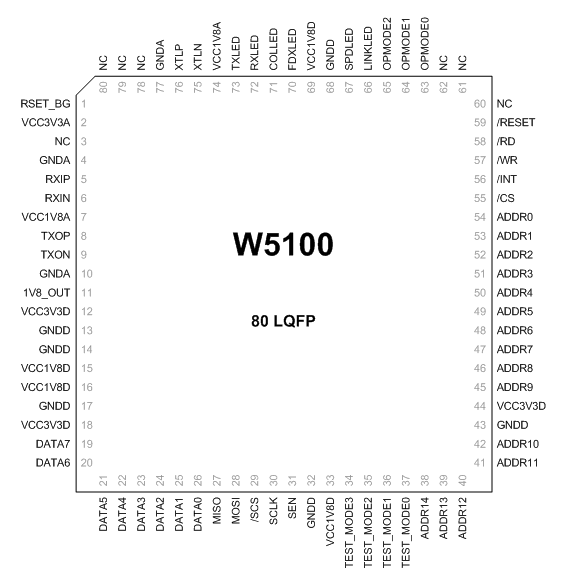 80 NC
79 NC
78 NC
77 GNDA
76 XTLP
75 XTLN
74 VCC1V8A
73 TXLED
72 RXLED
71 COLLED
70 FDXLED
69 VCC1V8D
68 GNDD
67 SPDLED
66 LINKLED
65 OPMODE2
64 OPMODE1
63 OPMODE0
62 NC
61 NC
RSET_BG 1
VCC3V3A 2
NC 3
GNDA 4
RXIP 5
RXIN 6
VCC1V8A 7
TXOP 8
TXON 9
GNDA 10
1V8_OUT 11
VCC3V3D 12
GNDD 13
GNDD 14
VCC1V8D 15
VCC1V8D 16
GNDD 17
VCC3V3D 18
DATA7 19
DATA6 20
W5100
80 LQFP
60 NC
59 /RESET
58 /RD
57 /WR
56 /INT
55 /CS
54 ADDR0
53 ADDR1
52 ADDR2
51 ADDR3
50 ADDR4
49 ADDR5
48 ADDR6
47 ADDR7
46 ADDR8
45 ADDR9
44 VCC3V3D
43 GNDD
42 ADDR10
41 ADDR11
DATA5 21
DATA4 22
DATA3 23
DATA2 24
DATA1 25
DATA0 26
MISO 27
MOSI 28
/SCS 29
SCLK 30
SEN 31
GNDD 32
VCC1V8D 33
TEST_MODE3 34
TEST_MODE2 35
TEST_MODE1 36
TEST_MODE0 37
ADDR14 38
ADDR13 39
ADDR12 40